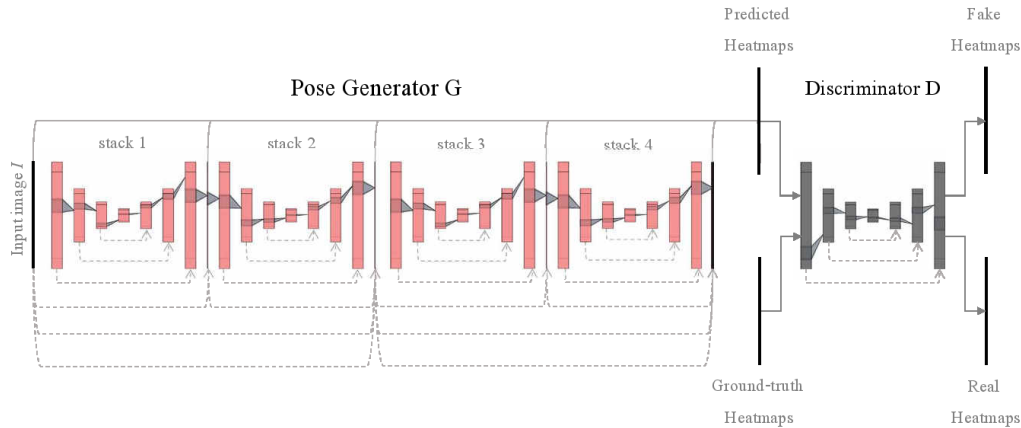 Predicted
Heatmaps
Fake
Heatmaps
Pose Generator G
Discriminator D
stack 1
stack 2
stack 3
stack 4
Input image I
Ground-truth
Heatmaps
Real
Heatmaps